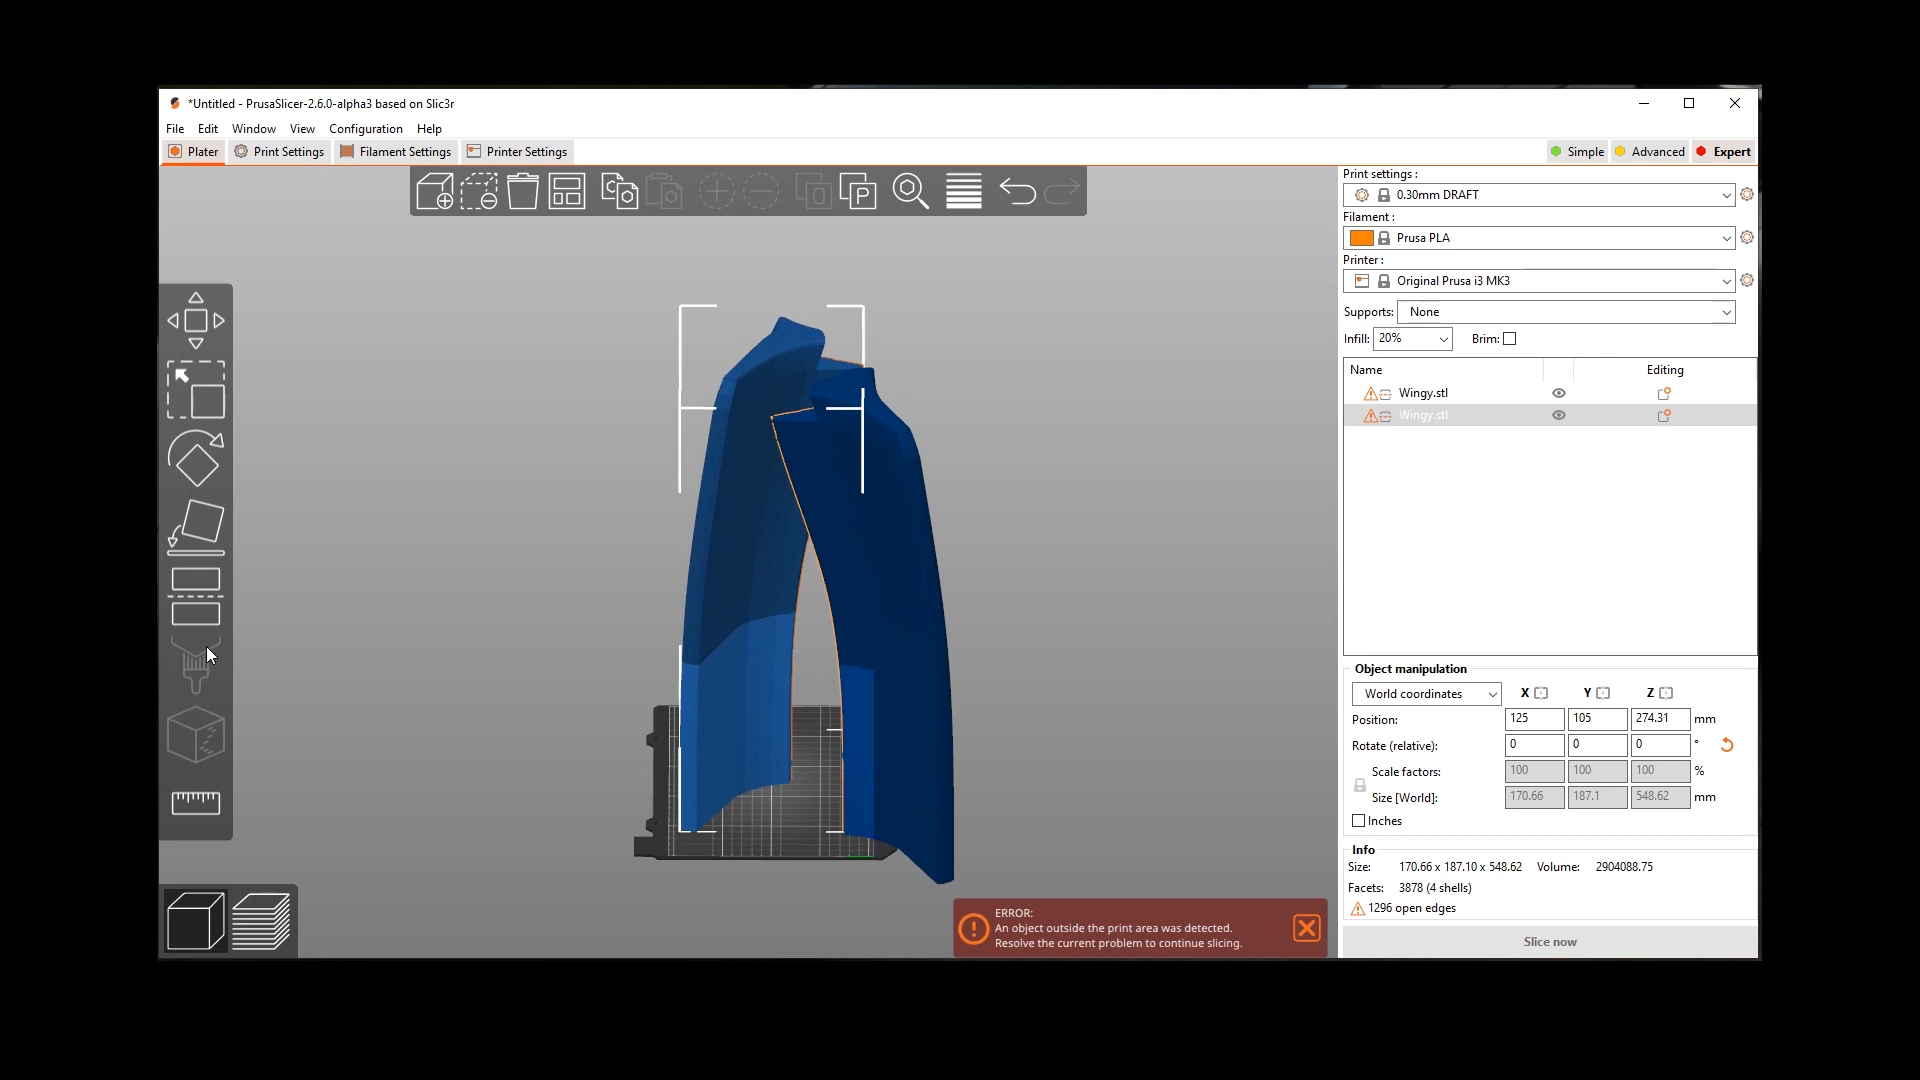 *Untitled - PrusaSlicer-2.6.0-alpha3 based on Slic3r
File Edit Window View Configuration Help
Plater Print Settings Filament Settings Printer Settings Simple Advanced Expert
Print settings :
0.30mm DRAFT
Filament :
Prusa PLA
Printer :
Original Prusa i3 MK3
Supports: None
Infill: 20% Brim:
Name Editing
Wingy.stl
Wingy.stl
Object manipulation
World coordinates X Y Z
Position: 125 105 274.31 mm
Rotate (relative): 0 0 0 °
Scale factors: 100 100 100 %
Size [World]: 170.66 187.1 548.62 mm
Inches
Info
Size: 170.66 x 187.10 x 548.62 Volume: 2904088.75
Facets: 3878 (4 shells)
1296 open edges
Slice now
ERROR:
An object outside the print area was detected.
Resolve the current problem to continue slicing.